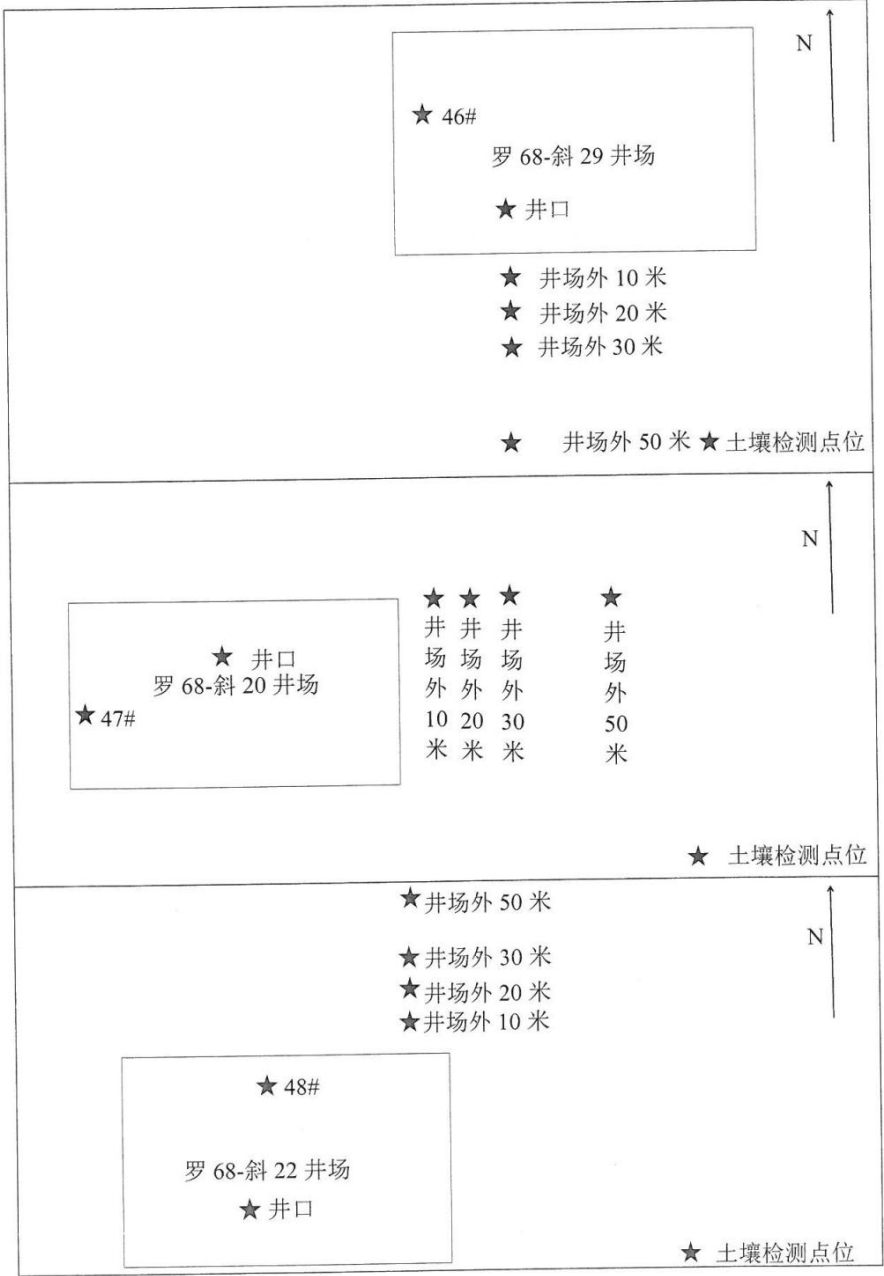 N
★ 46#
罗 68-斜 29 井场
★ 井口
★ 井场外 10 米
★ 井场外 20 米
★ 井场外 30 米
★ 井场外 50 米 ★ 土壤检测点位
N
★ 井口
罗 68-斜 20 井场
★ 47#
★ 井场外 10 米
★ 井场外 20 米
★ 井场外 30 米
★ 井场外 50 米
★ 土壤检测点位
★ 井场外 50 米
N
★ 井场外 30 米
★ 井场外 20 米
★ 井场外 10 米
★ 48#
罗 68-斜 22 井场
★ 井口
★ 土壤检测点位